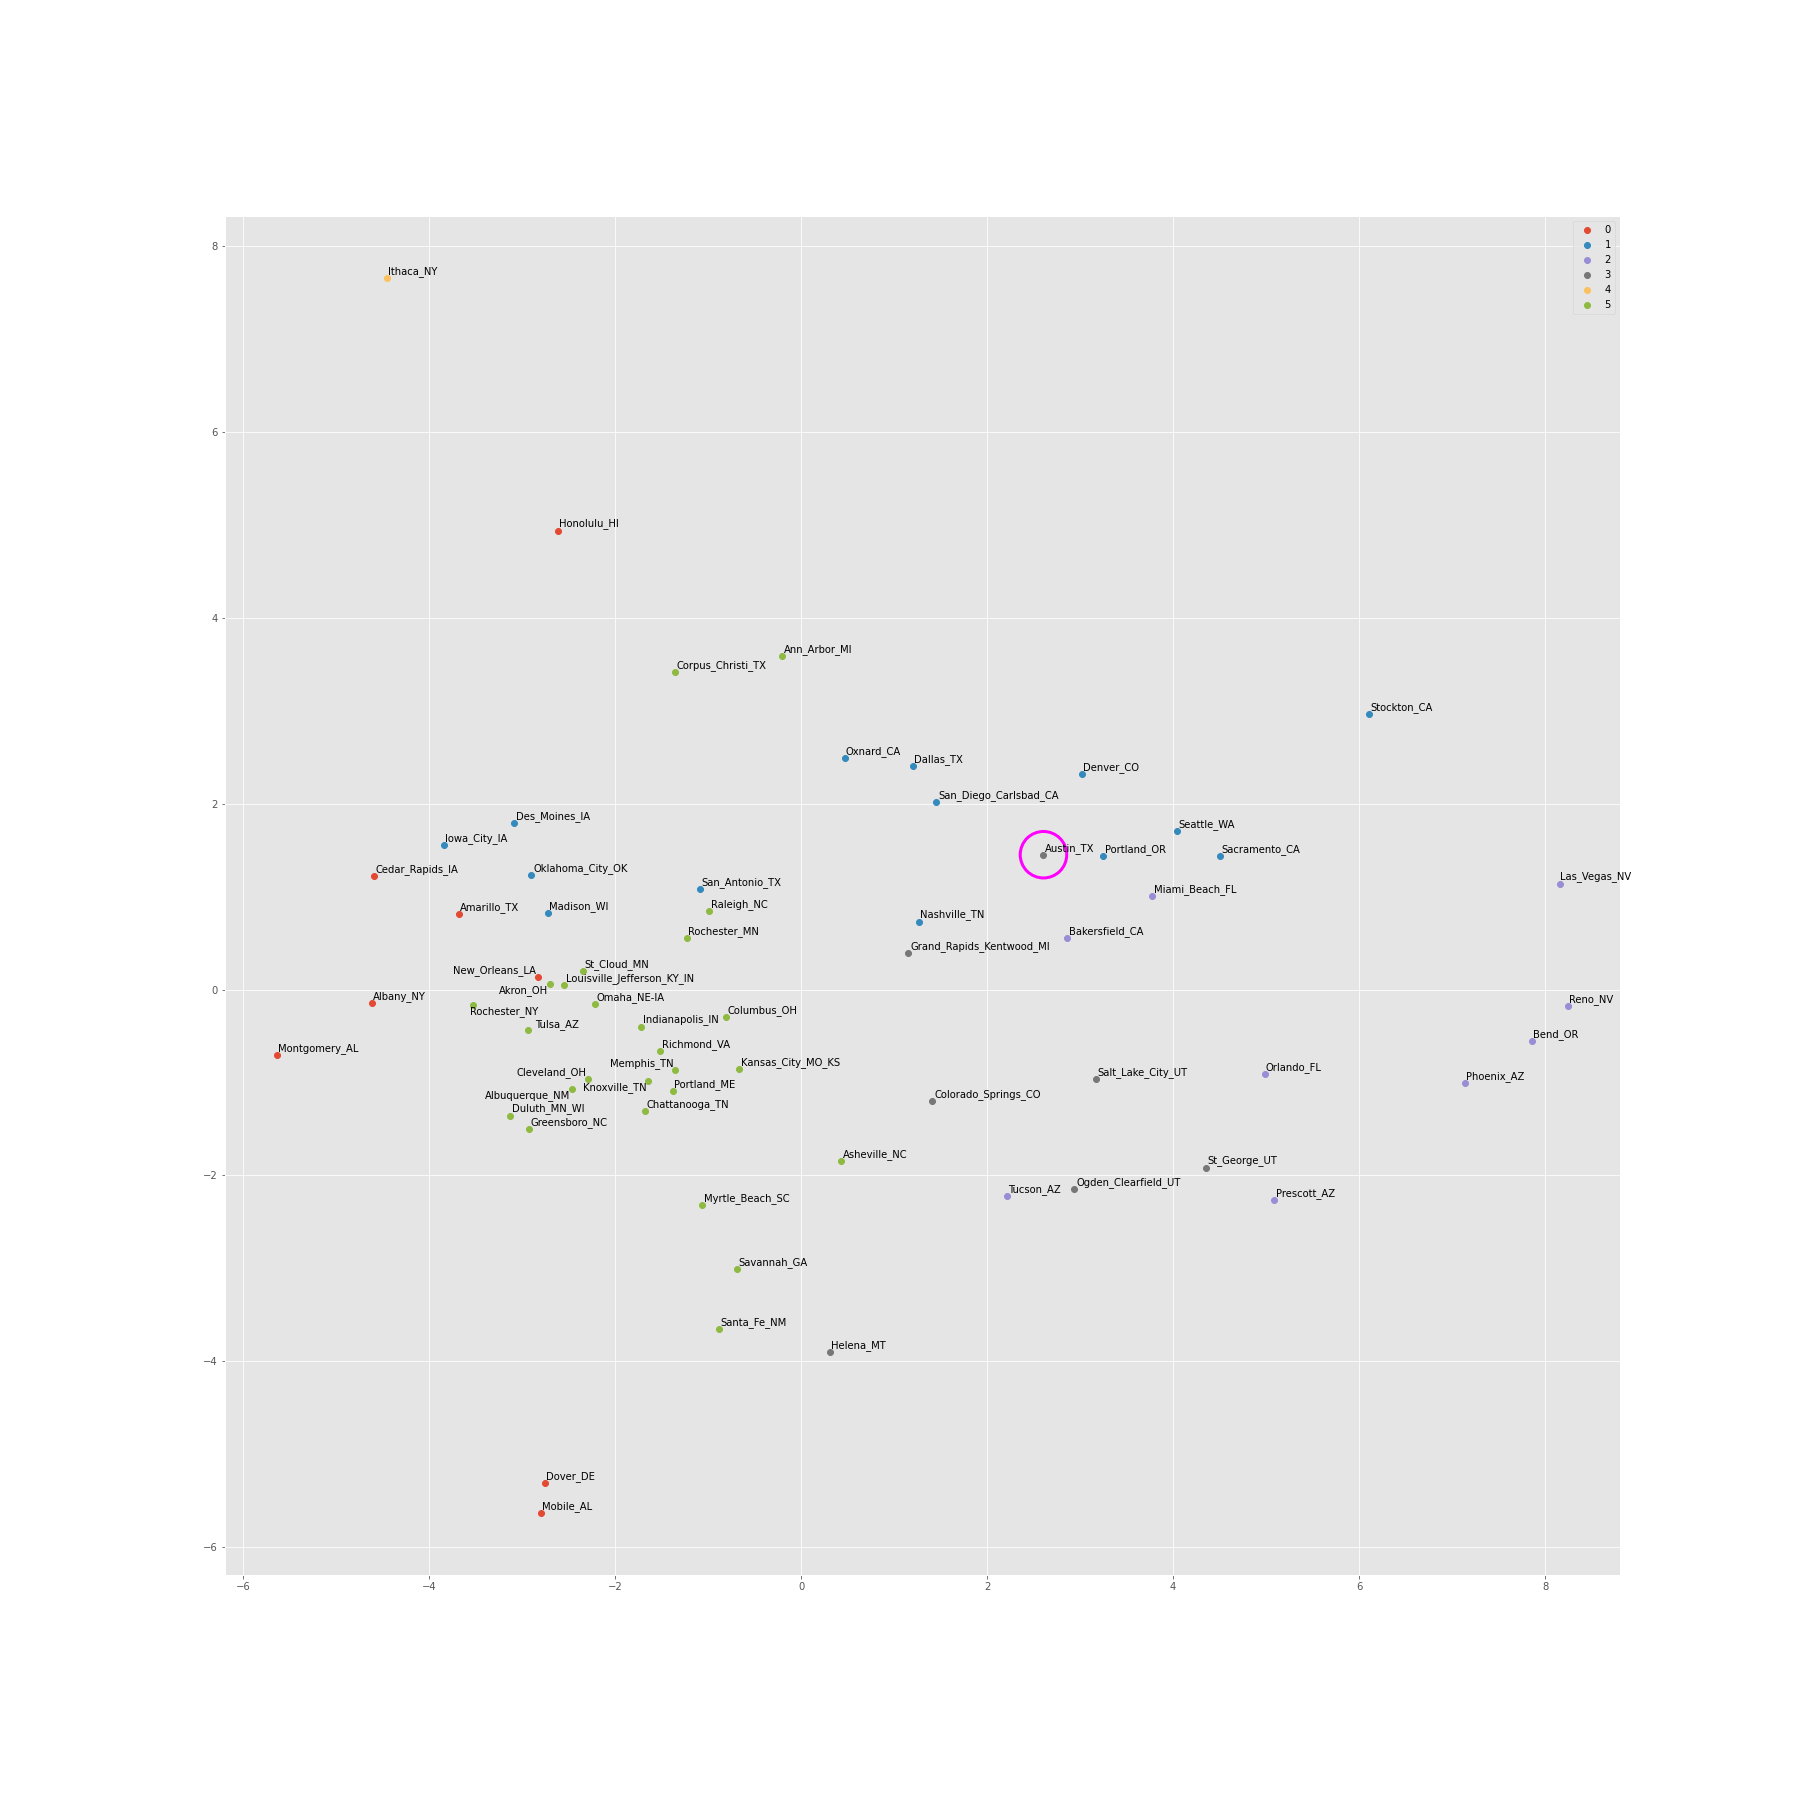 0
1
2
3
4
5
8
6
4
2
0
−2
−4
−6
Ithaca_NY
Honolulu_HI
Ann_Arbor_MI
Corpus_Christi_TX
Stockton_CA
Oxnard_CA
Dallas_TX
Denver_CO
San_Diego_Carlsbad_CA
Des_Moines_IA
Seattle_WA
Iowa_City_IA
Austin_TX
Portland_OR
Sacramento_CA
Cedar_Rapids_IA
Oklahoma_City_OK
Las_Vegas_NV
San_Antonio_TX
Miami_Beach_FL
Amarillo_TX
Madison_WI
Raleigh_NC
Nashville_TN
Rochester_MN
Bakersfield_CA
Grand_Rapids_Kentwood_MI
St_Cloud_MN
New_Orleans_LA
Louisville_Jefferson_KY_IN
Akron_OH
Albany_NY
Omaha_NE-IA
Reno_NV
Rochester_NY
Columbus_OH
Tulsa_AZ
Indianapolis_IN
Bend_OR
Montgomery_AL
Richmond_VA
Memphis_TN
Kansas_City_MO_KS
Orlando_FL
Cleveland_OH
Salt_Lake_City_UT
Phoenix_AZ
Knoxville_TN
Portland_ME
Albuquerque_NM
Colorado_Springs_CO
Duluth_MN_WI
Chattanooga_TN
Greensboro_NC
Asheville_NC
St_George_UT
Ogden_Clearfield_UT
Tucson_AZ
Prescott_AZ
Myrtle_Beach_SC
Savannah_GA
Santa_Fe_NM
Helena_MT
Dover_DE
Mobile_AL
−6
−4
−2
0
2
4
6
8